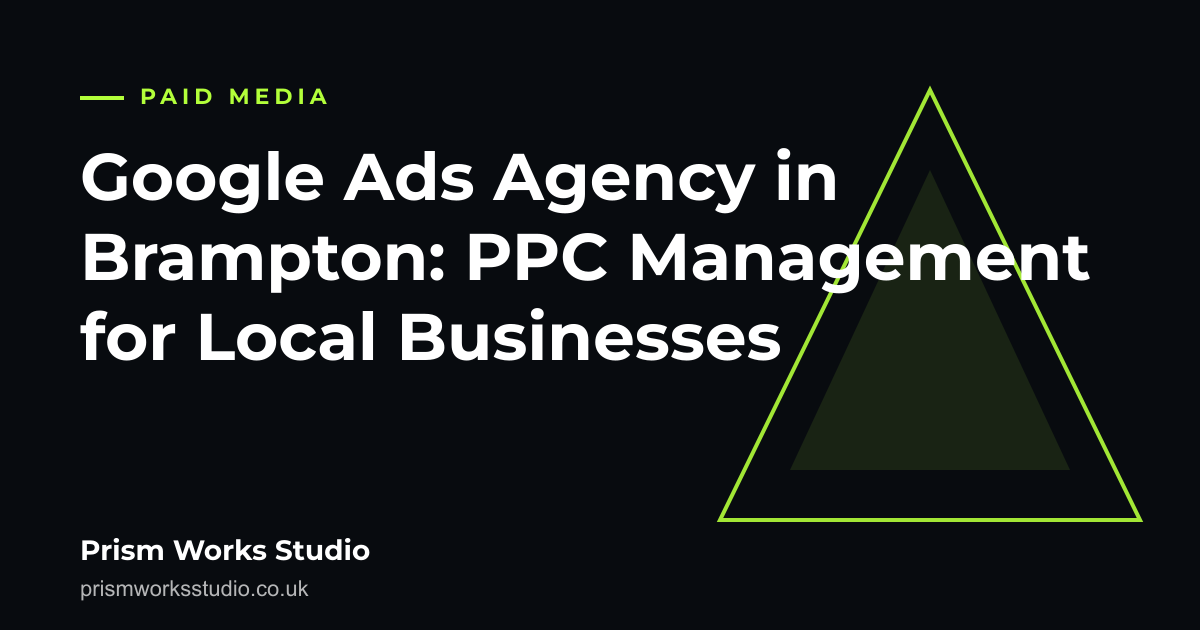 PAID MEDIA
Google Ads Agency in
Brampton: PPC Management
for Local Businesses
Prism Works Studio
prismworksstudio.co.uk